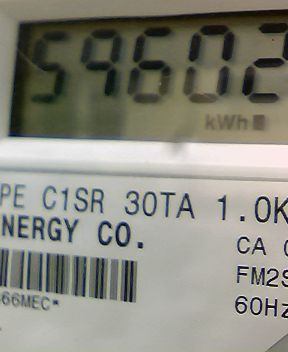 59602
kWh
PE C1SR 30TA 1.0K
NERGY CO.
CA
FM2S
66MEC*
60Hz